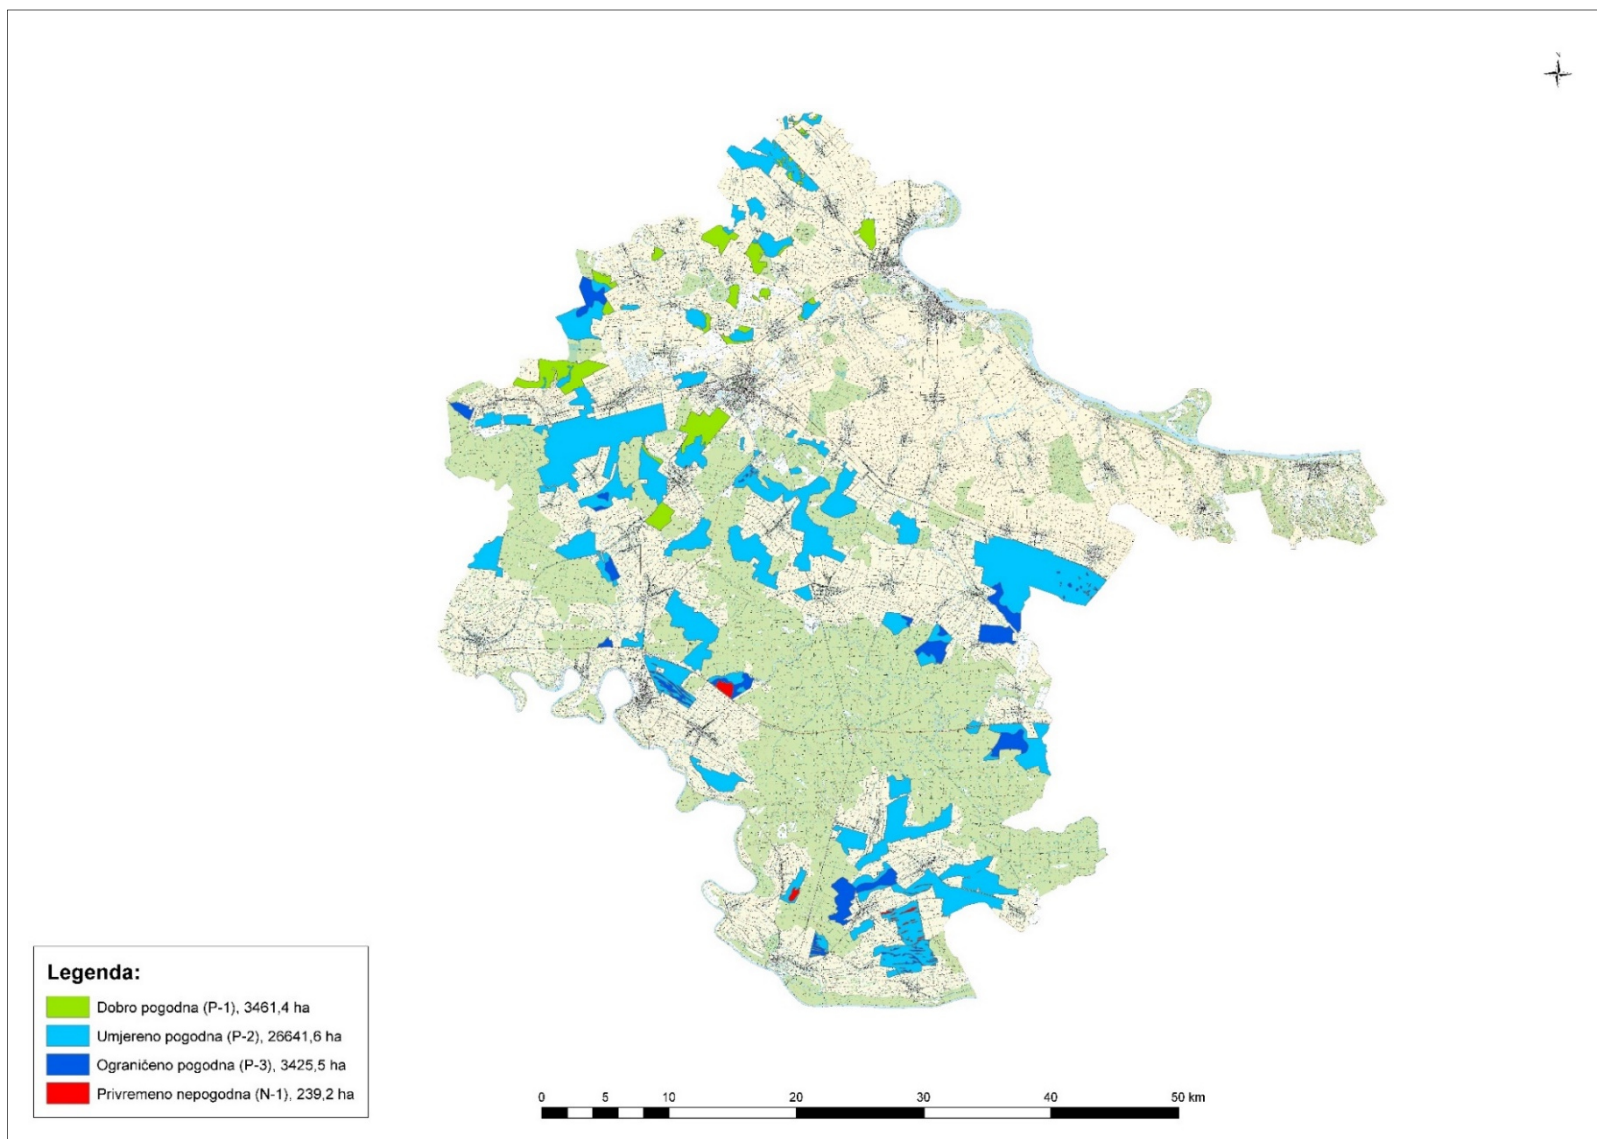 N
Legenda:
Dobro pogodna (P-1), 3461,4 ha
Umjereno pogodna (P-2), 26641,6 ha
Ograničeno pogodna (P-3), 3425,5 ha
Privremeno nepogodna (N-1), 239,2 ha
0 5 10 20 30 40 50 km